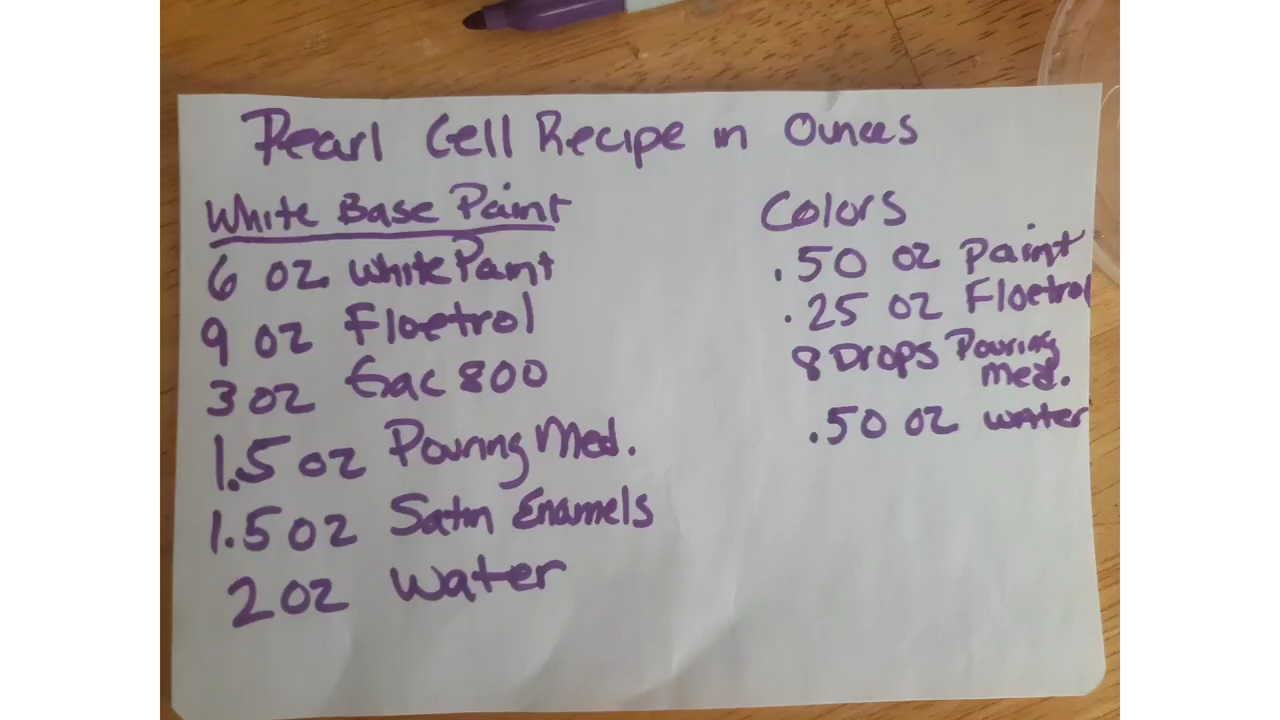 Pearl Cell Recipe in Ounces
White Base Paint
6 oz white Paint
9 oz Floetrol
3 oz Gac 800
1.5 oz Pouring Med.
1.5 oz Satin Enamels
2 oz Water
Colors
.50 oz Paint
.25 oz Floetrol
8 Drops Pouring
Med.
.50 oz water